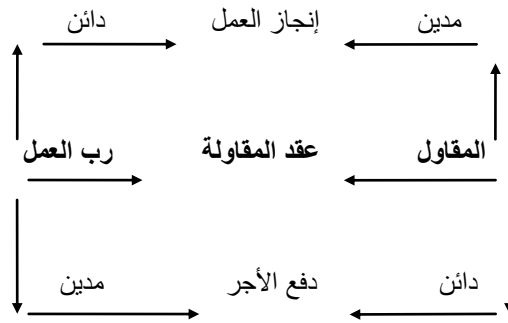 مدين إنجاز العمل دائن
المقاول عقد المقاولة رب العمل
دائن دفع الأجر مدين